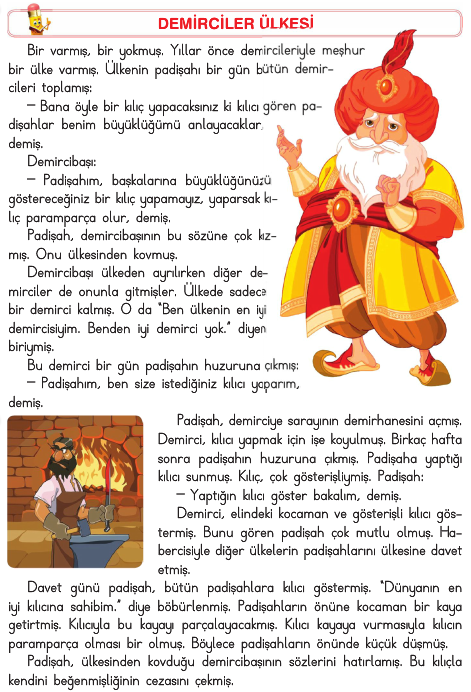 DEMİRCİLER ÜLKESİ
Bir varmış, bir yokmuş. Yıllar önce demircileriyle meşhur
bir ülke varmış. Ülkenin padişahı bir gün bütün demir-
cileri toplamış:
– Bana öyle bir kılıç yapacaksınız ki kılıcı gören pa-
dişahlar benim büyüklüğümü anlayacaklar,
demiş.
Demircibaşı:
– Padişahım, başkalarına büyüklüğünüzü
göstereceğiniz bir kılıç yapamayız, yaparsak kı-
lıç paramparça olur, demiş.
Padişah, demircibaşının bu sözüne çok kız-
mış. Onu ülkesinden kovmuş.
Demircibaşı ülkeden ayrılırken diğer de-
mirciler de onunla gitmişler. Ülkede sadece
bir demirci kalmış. O da “Ben ülkenin en iyi
demircisiyim. Benden iyi demirci yok.” diyen
biriymiş.
Bu demirci bir gün padişahın huzuruna çıkmış:
– Padişahım, ben size istediğiniz kılıcı yaparım,
demiş.
Padişah, demirciye sarayının demirhanesini açmış.
Demirci, kılıcı yapmak için işe koyulmuş. Birkaç hafta
sonra padişahın huzuruna çıkmış. Padişaha yaptığı
kılıcı sunmuş. Kılıç, çok gösterişliymiş. Padişah:
– Yaptığın kılıcı göster bakalım, demiş.
Demirci, elindeki kocaman ve gösterişli kılıcı gös-
termiş. Bunu gören padişah çok mutlu olmuş. Ha-
bercisiyle diğer ülkelerin padişahlarını ülkesine davet
etmiş.
Davet günü padişah, bütün padişahlara kılıcı göstermiş. “Dünyanın en
iyi kılıcına sahibim.” diye böbürlenmiş. Padişahların önüne kocaman bir kaya
getirtmiş. Kılıcıyla bu kayayı parçalayacakmış. Kılıcı kayaya vurmasıyla kılıcın
paramparça olması bir olmuş. Böylece padişahların önünde küçük düşmüş.
Padişah, ülkesinden kovduğu demircibaşının sözlerini hatırlamış. Bu kılıçla
kendini beğenmişliğinin cezasını çekmiş.